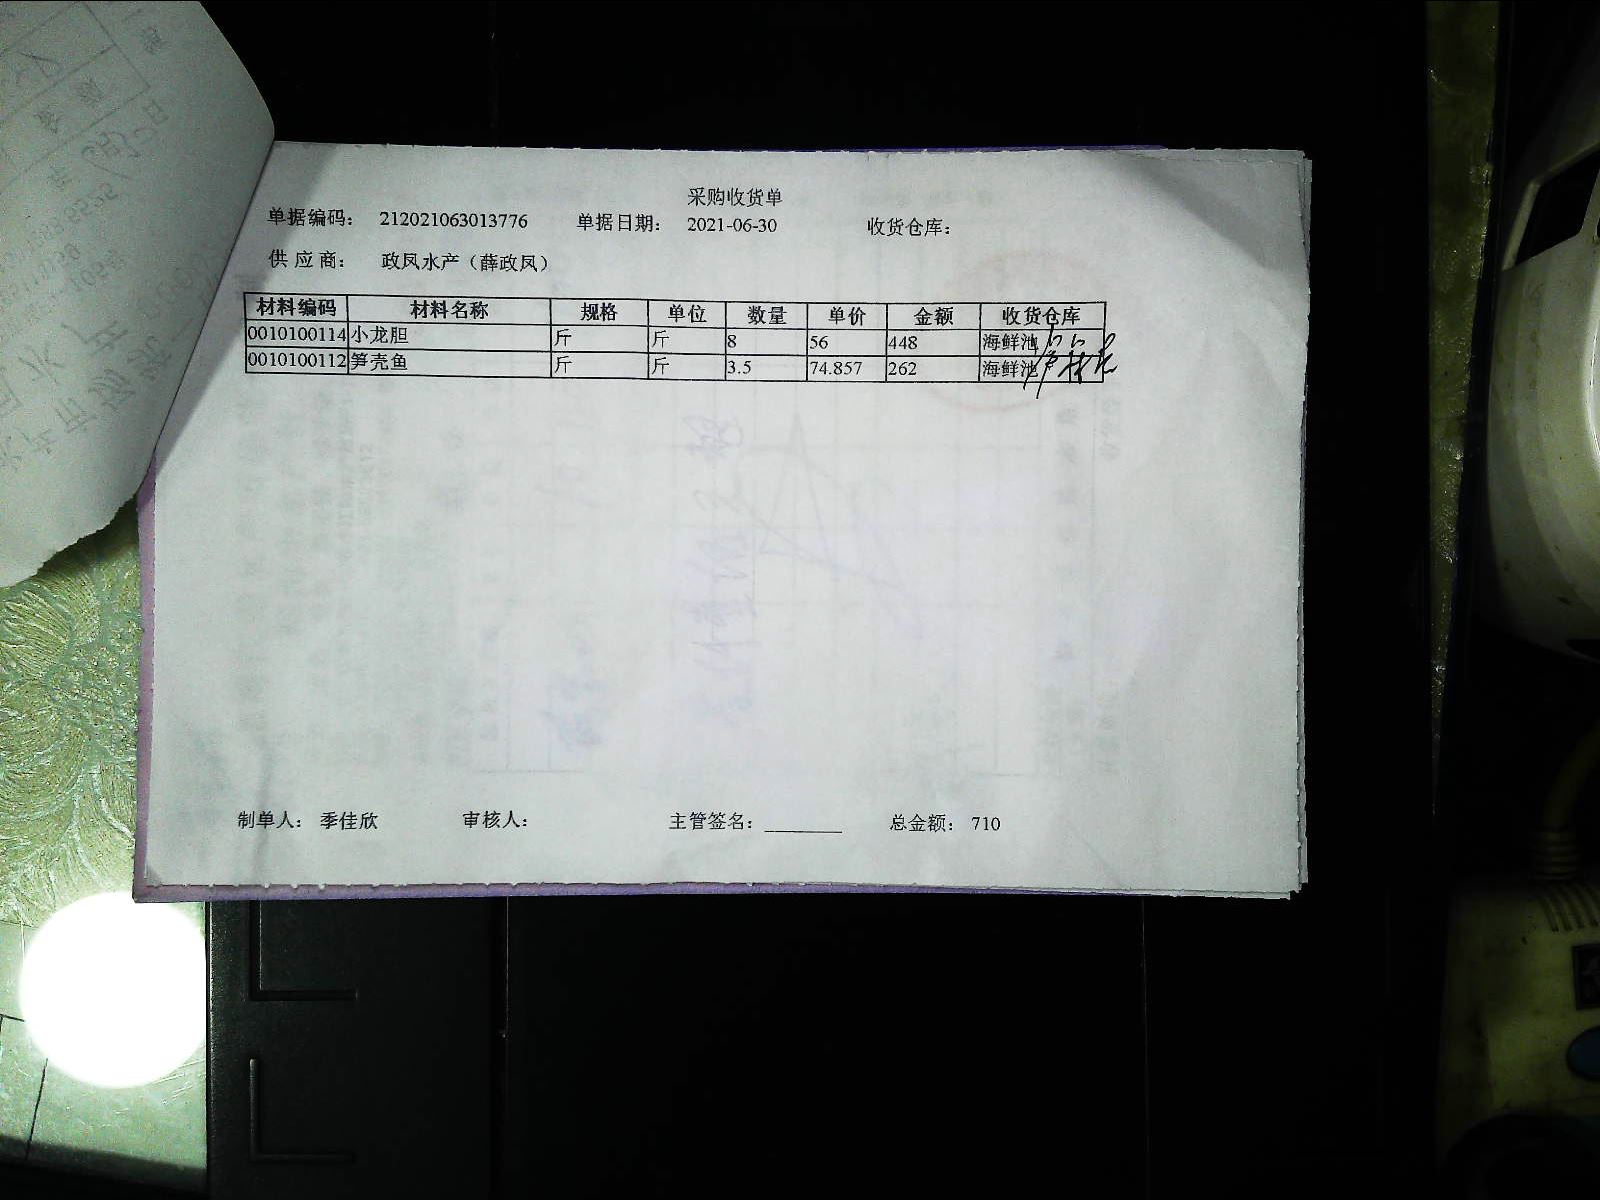 采购收货单
单据编码： 212021063013776 单据日期： 2021-06-30 收货仓库：
供应商： 政凤水产（薛政凤）
材料编码 材料名称 规格 单位 数量 单价 金额 收货仓库
0010100114 小龙胆 斤 斤 8 56 448 海鲜池
0010100112 笋壳鱼 斤 斤 3.5 74.857 262 海鲜池
制单人： 季佳欣 审核人： 主管签名： ________ 总金额： 710